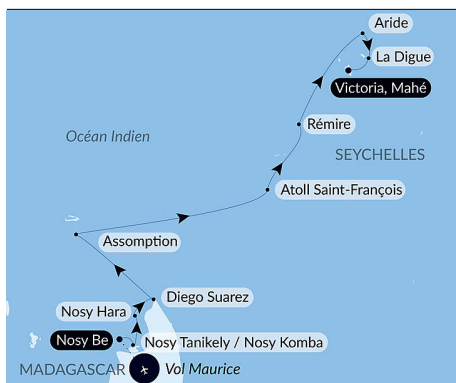 Aride
La Digue
Victoria, Mahé
Rémire
Océan Indien
SEYCHELLES
Atoll Saint-François
Assomption
Diego Suarez
Nosy Hara
Nosy Be
Nosy Tanikely / Nosy Komba
MADAGASCAR
Vol Maurice